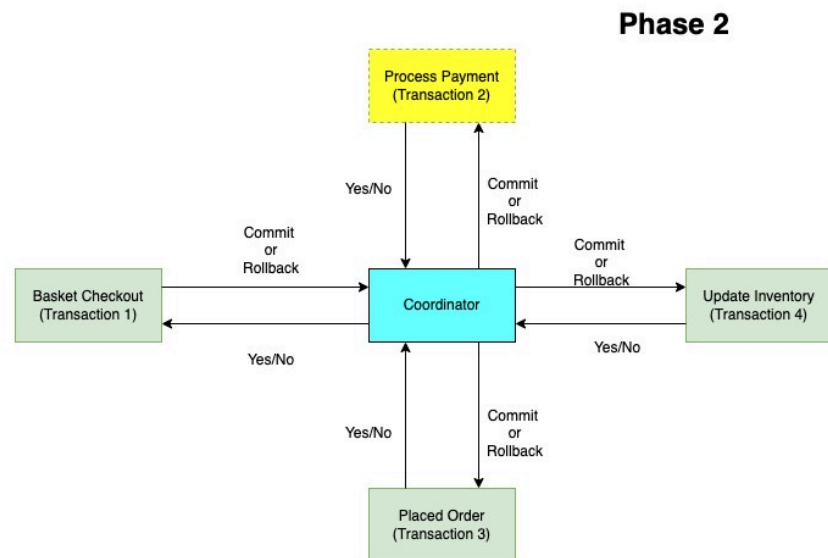 Phase 2
Process Payment
(Transaction 2)
Yes/No
Commit
or
Rollback
Commit
or
Rollback
Commit
or
Rollback
Basket Checkout
(Transaction 1)
Coordinator
Update Inventory
(Transaction 4)
Yes/No
Yes/No
Yes/No
Commit
or
Rollback
Placed Order
(Transaction 3)